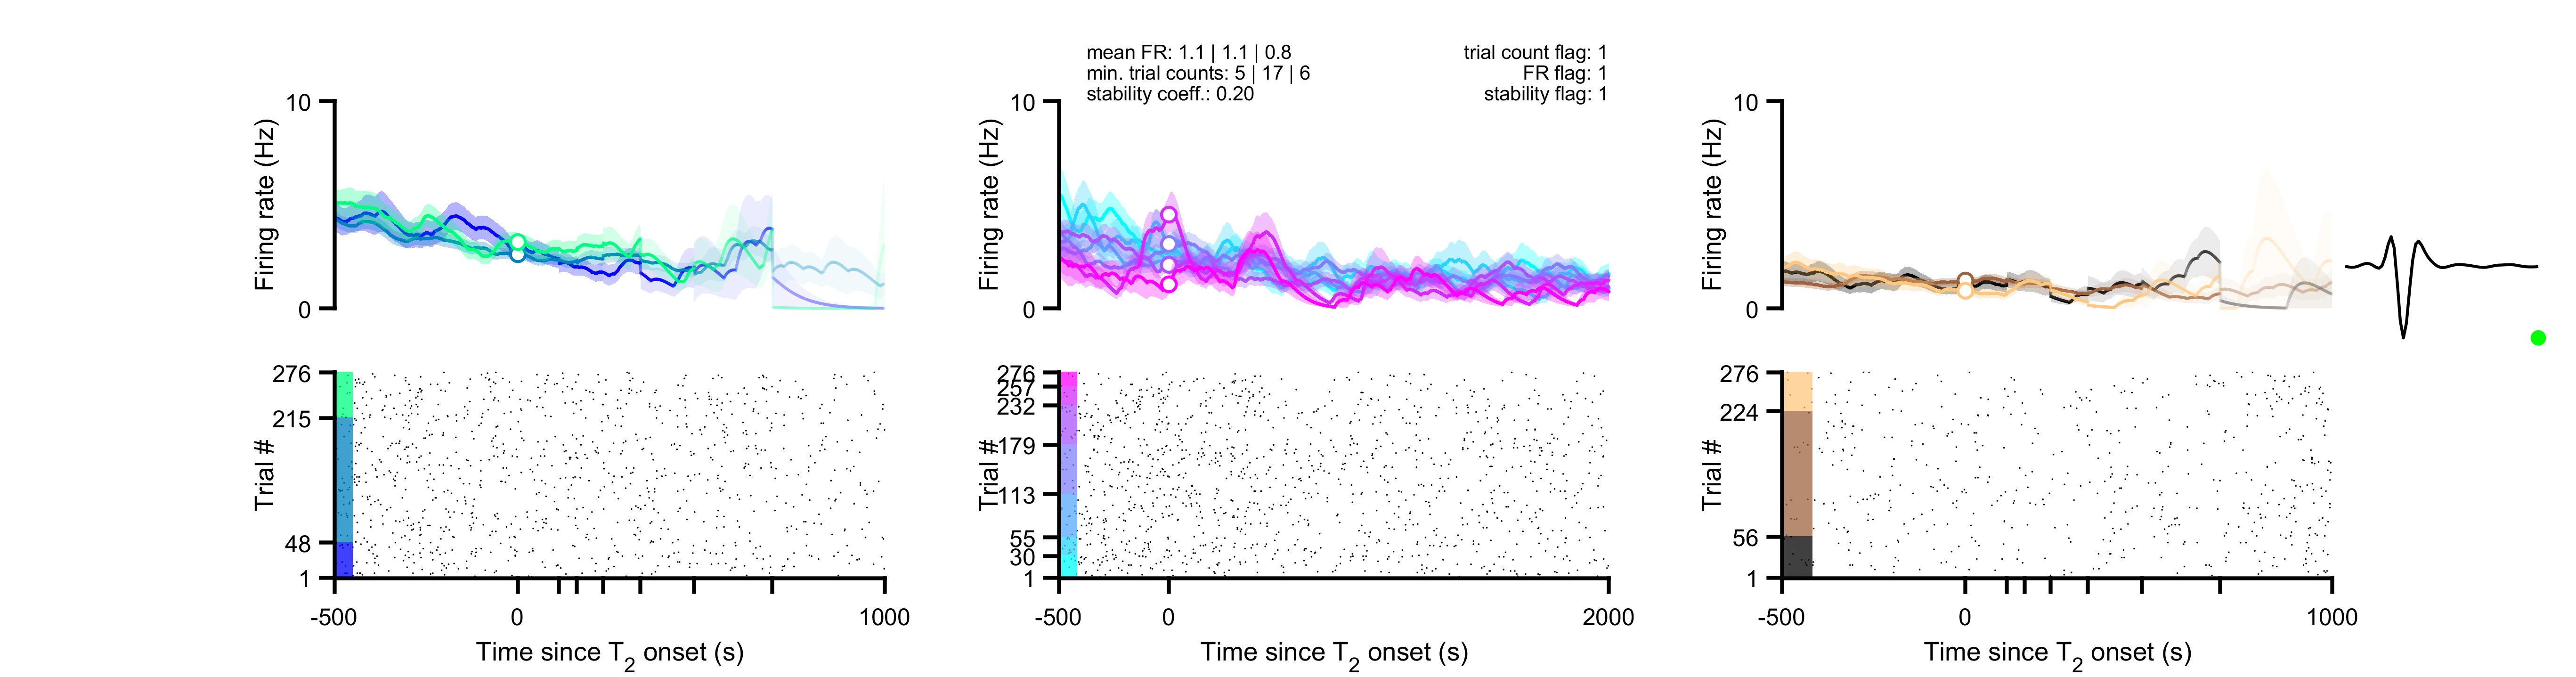 mean FR: 1.1 | 1.1 | 0.8
min. trial counts: 5 | 17 | 6
stability coeff.: 0.20
trial count flag: 1
FR flag: 1
stability flag: 1
Firing rate (Hz)
10
0
Firing rate (Hz)
10
0
Firing rate (Hz)
10
0
Trial #
276
215
48
1
-500
0
1000
Time since T2 onset (s)
Trial #
276
257
232
179
113
55
30
1
-500
0
2000
Time since T2 onset (s)
Trial #
276
224
56
1
-500
0
1000
Time since T2 onset (s)